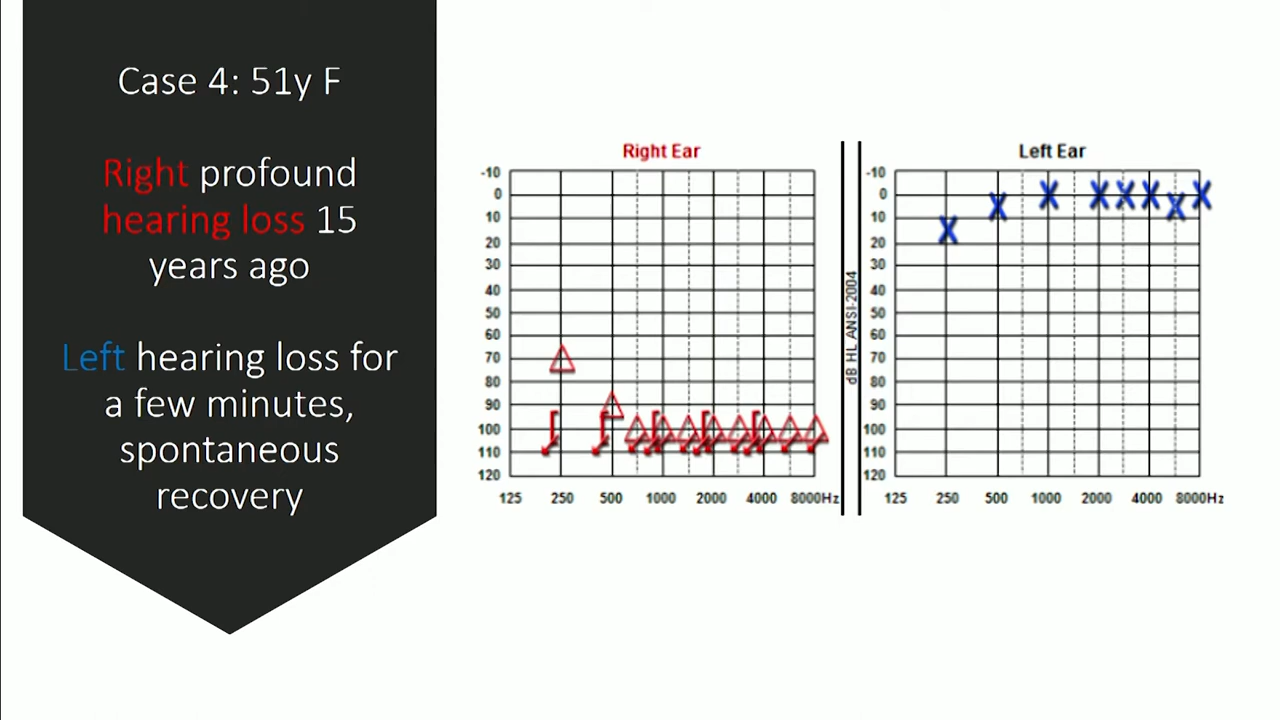 Case 4: 51y F
Right profound
hearing loss 15
years ago
Left hearing loss for
a few minutes,
spontaneous
recovery
Right Ear
-10
0
10
20
30
40
50
60
70
80
90
100
110
120
125 250 500 1000 2000 4000 8000Hz
dB HL ANSI-2004
Left Ear
-10
0
10
20
30
40
50
60
70
80
90
100
110
120
125 250 500 1000 2000 4000 8000Hz